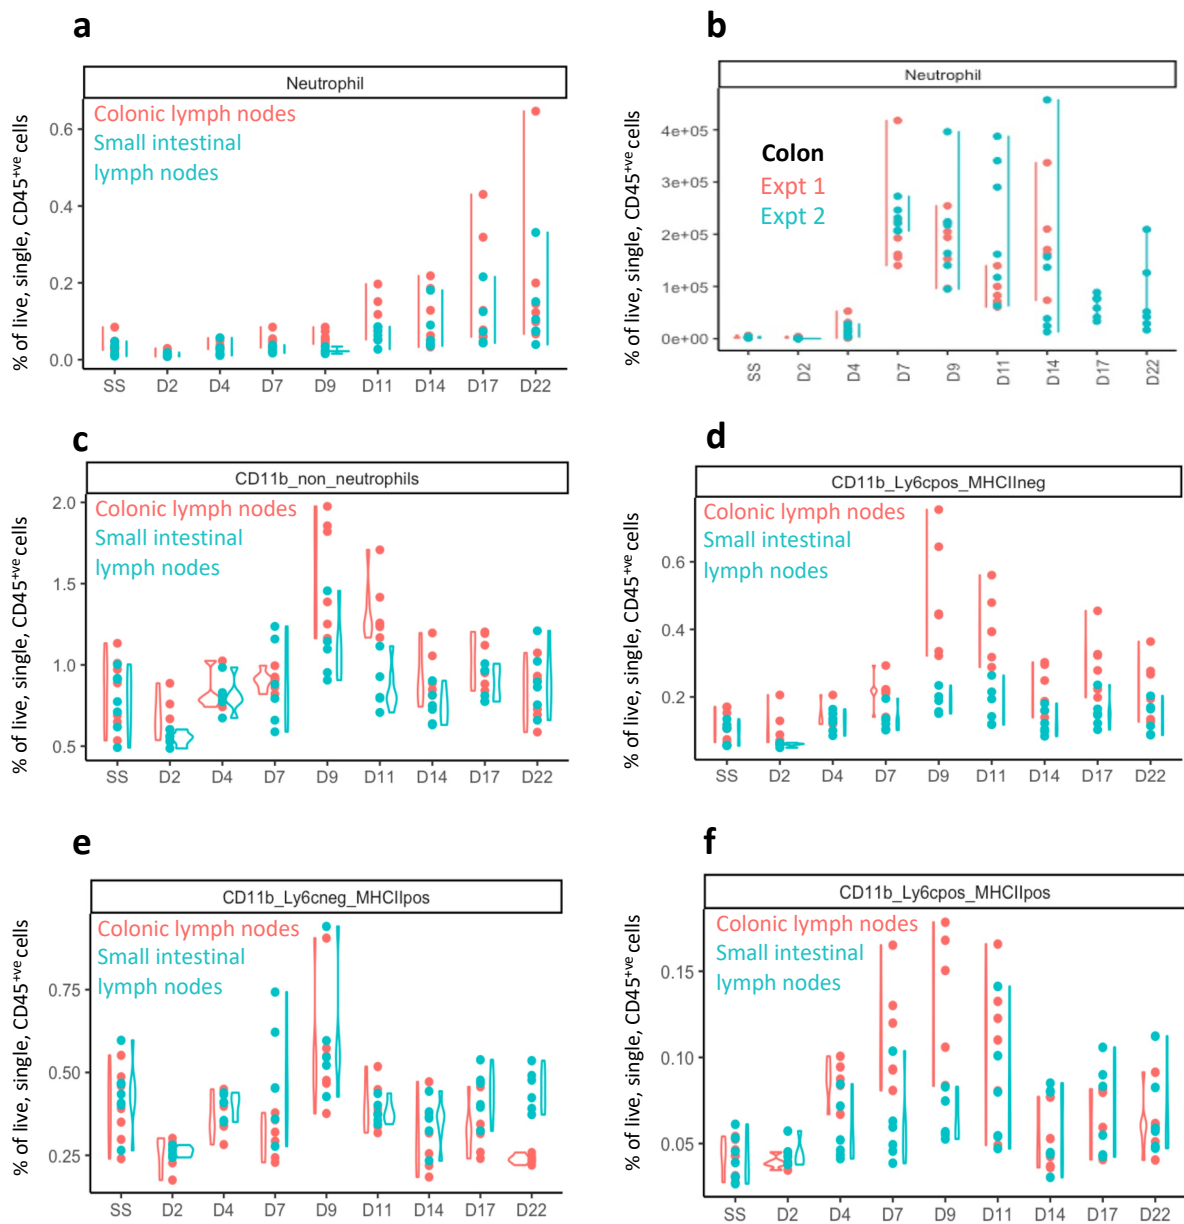 a
Neutrophil
Colonic lymph nodes
Small intestinal
lymph nodes
% of live, single, CD45+ve cells
0.6
0.4
0.2
0.0
SS D2 D4 D7 D9 D11 D14 D17 D22
b
Neutrophil
Colon
Expt 1
Expt 2
% of live, single, CD45+ve cells
4e+05
3e+05
2e+05
1e+05
0e+00
SS D2 D4 D7 D9 D11 D14 D17 D22
c
CD11b_non_neutrophils
Colonic lymph nodes
Small intestinal
lymph nodes
% of live, single, CD45+ve cells
2.0
1.5
1.0
0.5
SS D2 D4 D7 D9 D11 D14 D17 D22
d
CD11b_Ly6cpos_MHCIIneg
Colonic lymph nodes
Small intestinal
lymph nodes
% of live, single, CD45+ve cells
0.6
0.4
0.2
SS D2 D4 D7 D9 D11 D14 D17 D22
e
CD11b_Ly6cneg_MHCIIpos
Colonic lymph nodes
Small intestinal
lymph nodes
% of live, single, CD45+ve cells
0.75
0.50
0.25
SS D2 D4 D7 D9 D11 D14 D17 D22
f
CD11b_Ly6cpos_MHCIIpos
Colonic lymph nodes
Small intestinal
lymph nodes
% of live, single, CD45+ve cells
0.15
0.10
0.05
SS D2 D4 D7 D9 D11 D14 D17 D22